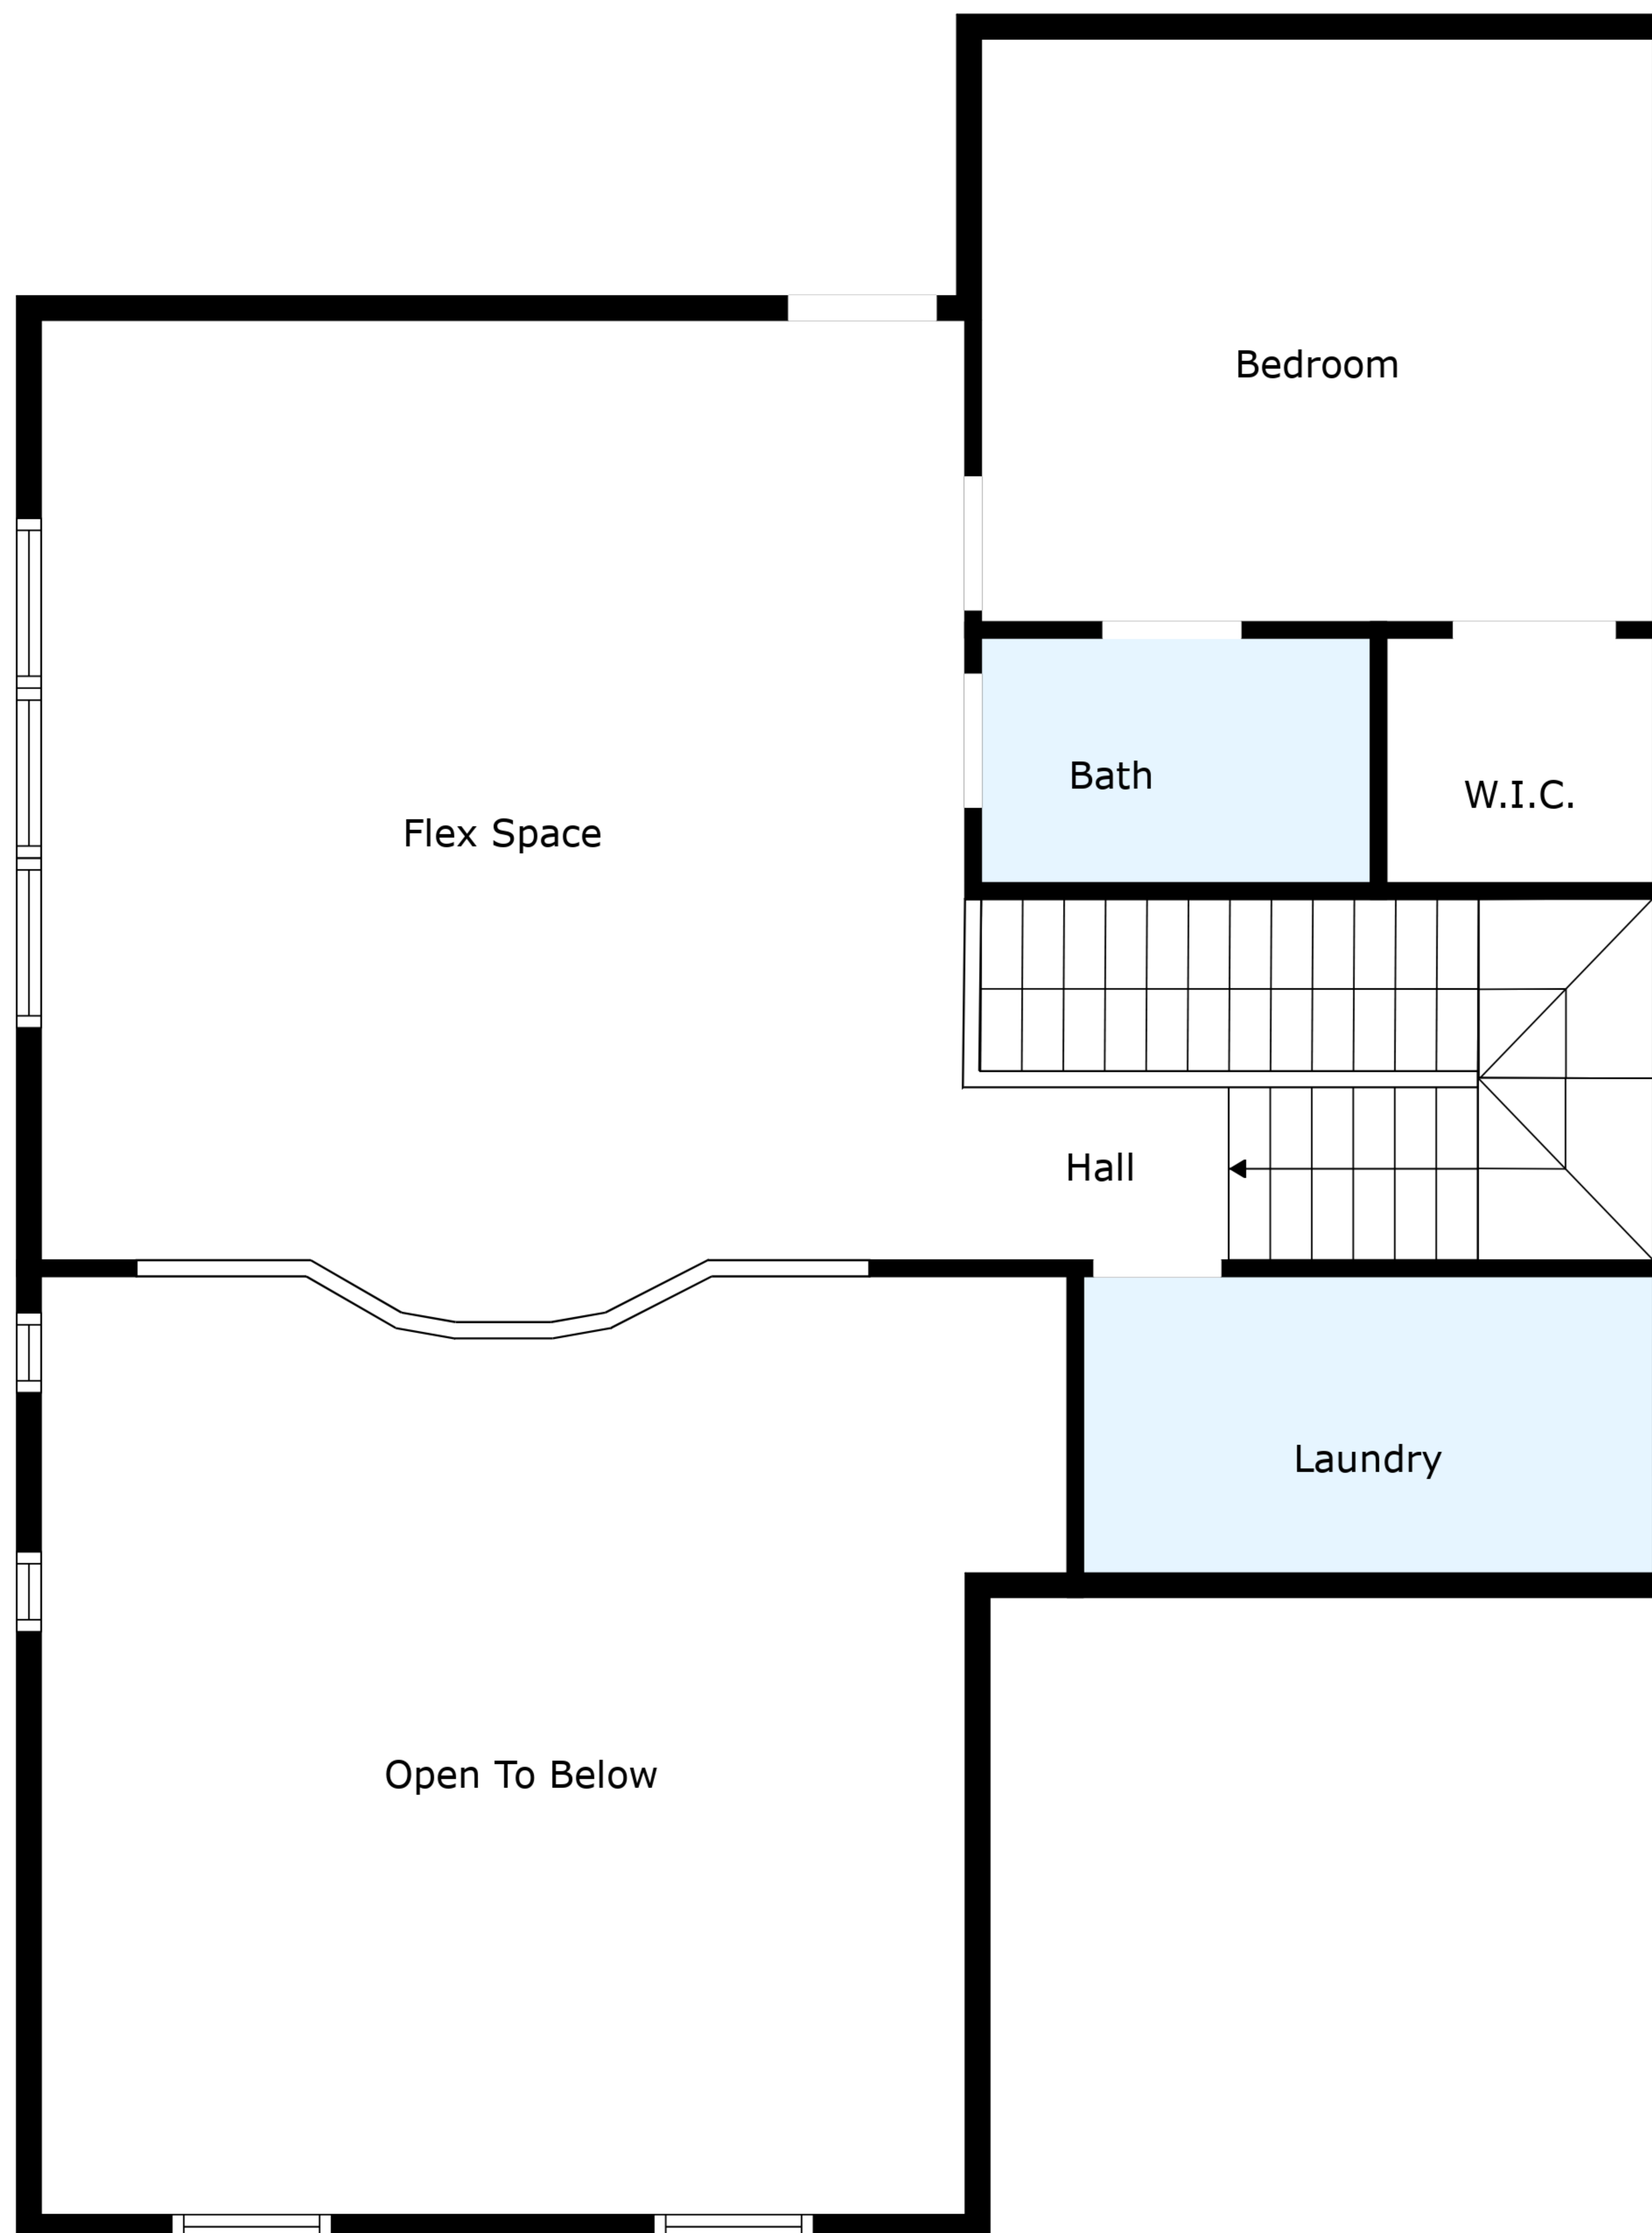 Bedroom
Bath
W.I.C.
Flex Space
Hall
Laundry
Open To Below